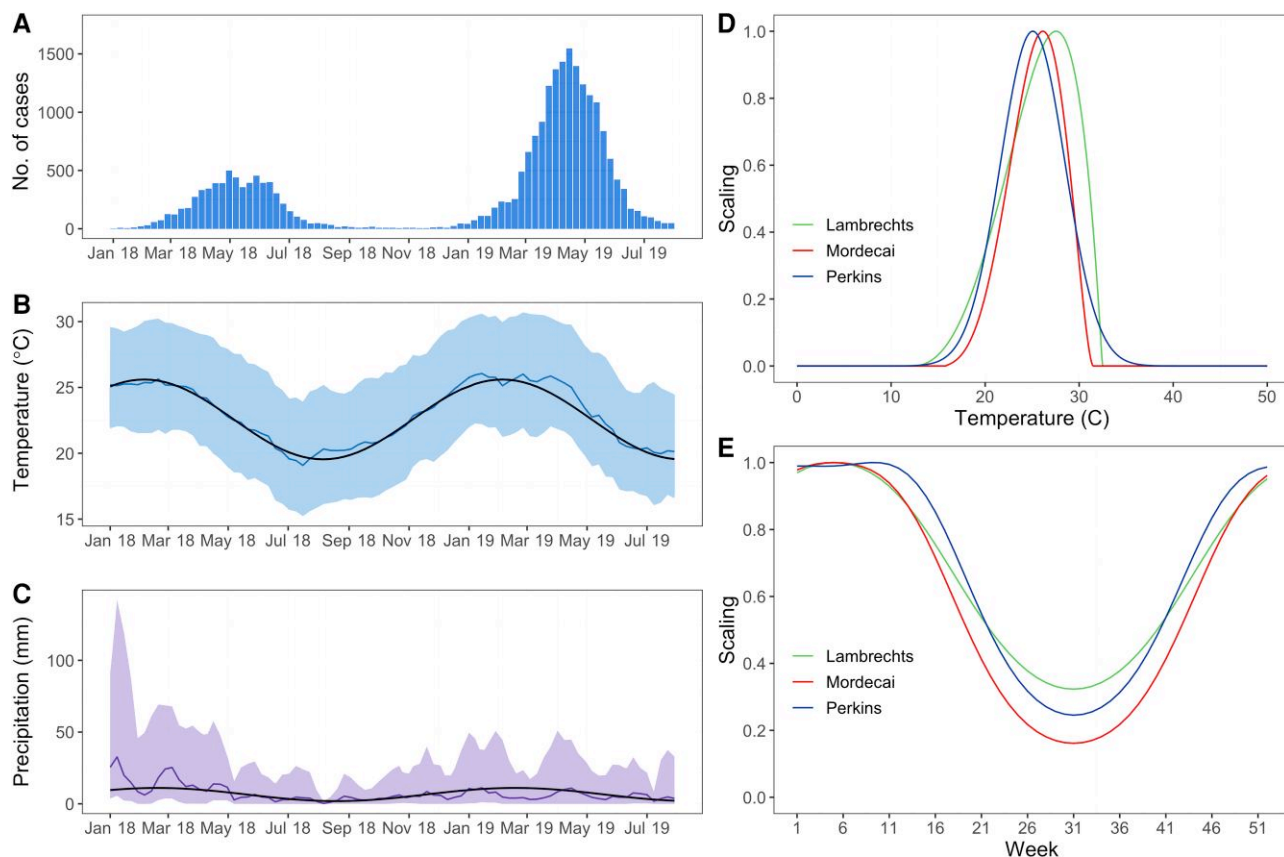 A
No. of cases
1500
1000
500
0
Jan 18 Mar 18 May 18 Jul 18 Sep 18 Nov 18 Jan 19 Mar 19 May 19 Jul 19
B
Temperature (°C)
30
25
20
15
Jan 18 Mar 18 May 18 Jul 18 Sep 18 Nov 18 Jan 19 Mar 19 May 19 Jul 19
C
Precipitation (mm)
100
50
0
Jan 18 Mar 18 May 18 Jul 18 Sep 18 Nov 18 Jan 19 Mar 19 May 19 Jul 19
D
Scaling
1.0
0.8
0.6
0.4
0.2
0.0
Lambrechts
Mordecai
Perkins
0 10 20 30 40 50
Temperature (C)
E
Scaling
1.0
0.8
0.6
0.4
0.2
0.0
Lambrechts
Mordecai
Perkins
1 6 11 16 21 26 31 36 41 46 51
Week